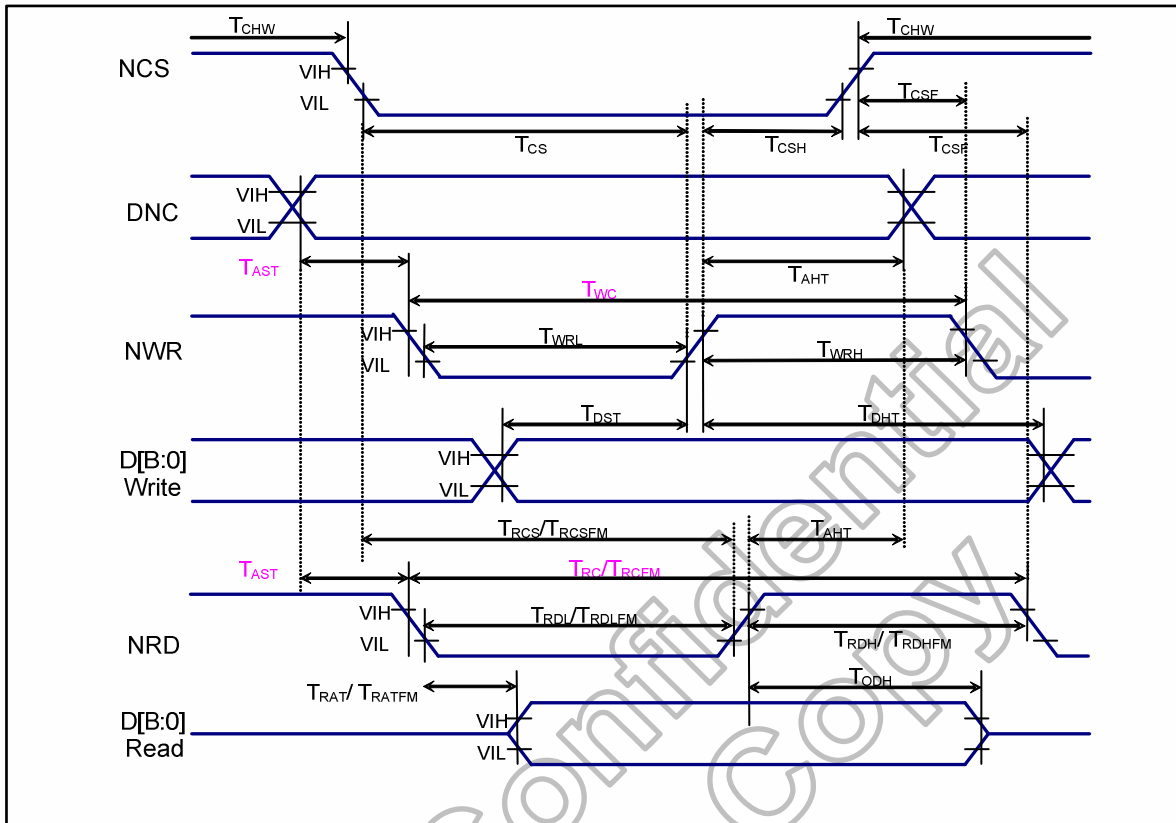 TCHW
TCHW
NCS
VIH
VIL
TCSF
TCS
TCSH
TCSF
VIH
DNC
VIL
TAST
TAHT
TWC
NWR
VIH
VIL
TWRL
TWRH
TDST
TDHT
D[B:0]
Write
VIH
VIL
TRCS/TRCSFM
TAHT
TAST
TRC/TRCFM
NRD
VIH
VIL
TRDL/TRDLFM
TRDH/ TRDHFM
TRAT/ TRATFM
TODH
D[B:0]
Read
VIH
VIL
Confidential
Copy